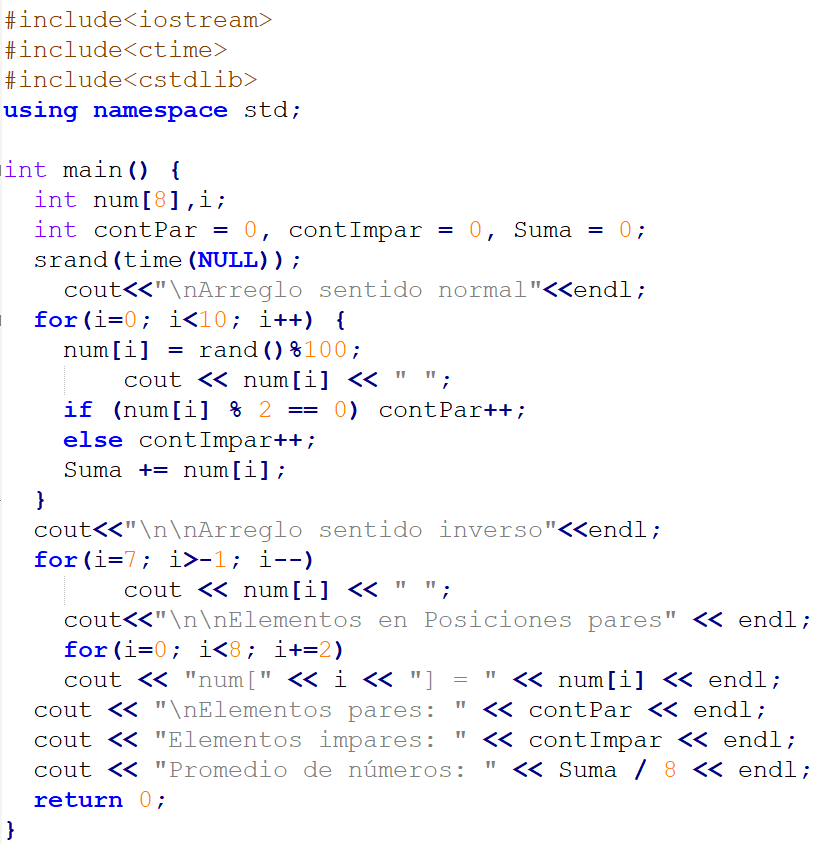 #include<iostream>
#include<ctime>
#include<cstdlib>
using namespace std;

int main() {
  int num[8],i;
  int contPar = 0, contImpar = 0, Suma = 0;
  srand(time(NULL));
    cout<<"\nArreglo sentido normal"<<endl;
  for(i=0; i<10; i++) {
    num[i] = rand()%100;
        cout << num[i] << " ";
    if (num[i] % 2 == 0) contPar++;
    else contImpar++;
    Suma += num[i];
  }
  cout<<"\n\nArreglo sentido inverso"<<endl;
  for(i=7; i>-1; i--)
        cout << num[i] << " ";
    cout<<"\n\nElementos en Posiciones pares" << endl;
    for(i=0; i<8; i+=2)
    cout << "num[" << i << "] = " << num[i] << endl;
  cout << "\nElementos pares: " << contPar << endl;
  cout << "Elementos impares: " << contImpar << endl;
  cout << "Promedio de números: " << Suma / 8 << endl;
  return 0;
}